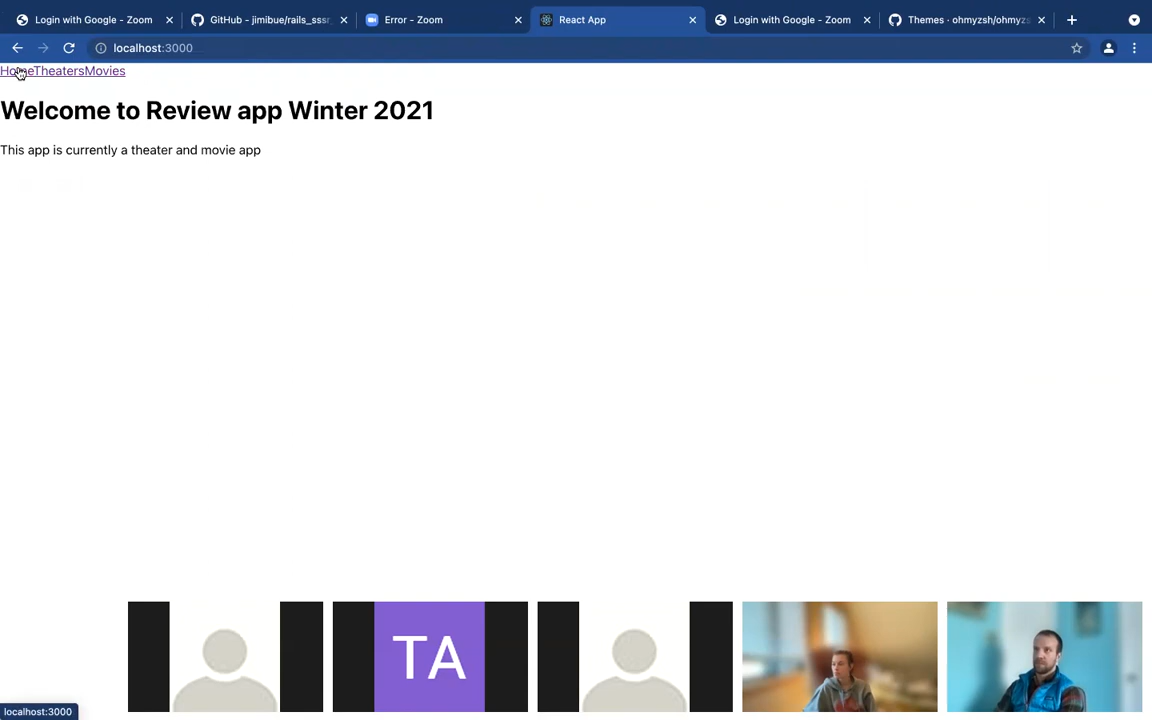 Login with Google - Zoom
GitHub - jimibue/rails_sssr
Error - Zoom
React App
Login with Google - Zoom
Themes · ohmyzsh/ohmyzs
localhost:3000
HomeTheatersMovies
Welcome to Review app Winter 2021
This app is currently a theater and movie app
TA
localhost:3000